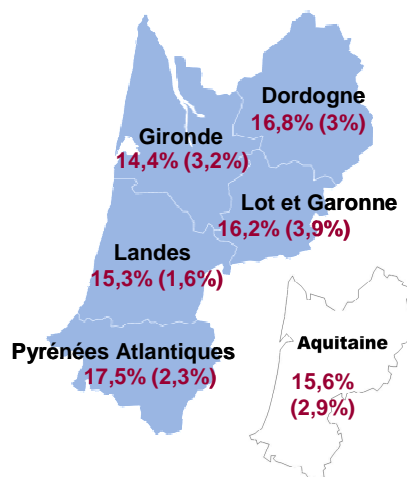 Dordogne
16,8% (3%)
Gironde
14,4% (3,2%)
Lot et Garonne
16,2% (3,9%)
Landes
15,3% (1,6%)
Pyrénées Atlantiques
17,5% (2,3%)
Aquitaine
15,6%
(2,9%)